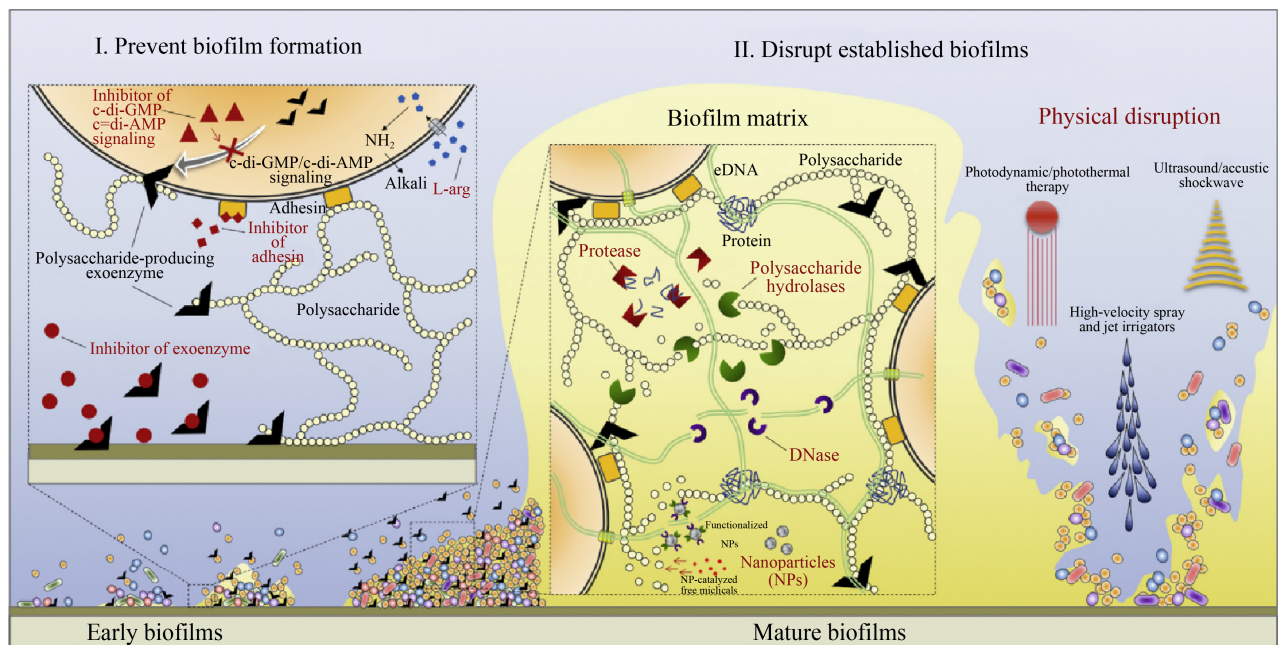 I. Prevent biofilm formation
Inhibitor of
c-di-GMP
c=di-AMP
signaling
NH2
c-di-GMP/c-di-AMP
signaling
Alkali
L-arg
Adhesin
Inhibitor
of
adhesin
Polysaccharide-producing
exoenzyme
Polysaccharide
Inhibitor of exoenzyme
Early biofilms
II. Disrupt established biofilms
Biofilm matrix
eDNA
Polysaccharide
Protein
Protease
Polysaccharide
hydrolases
DNase
Functionalized
NPs
Nanoparticles
(NPs)
NP-catalyzed
free miclicals
Physical disruption
Photodynamic/photothermal
therapy
Ultrasound/accustic
shockwave
High-velocity spray
and jet irrigators
Mature biofilms